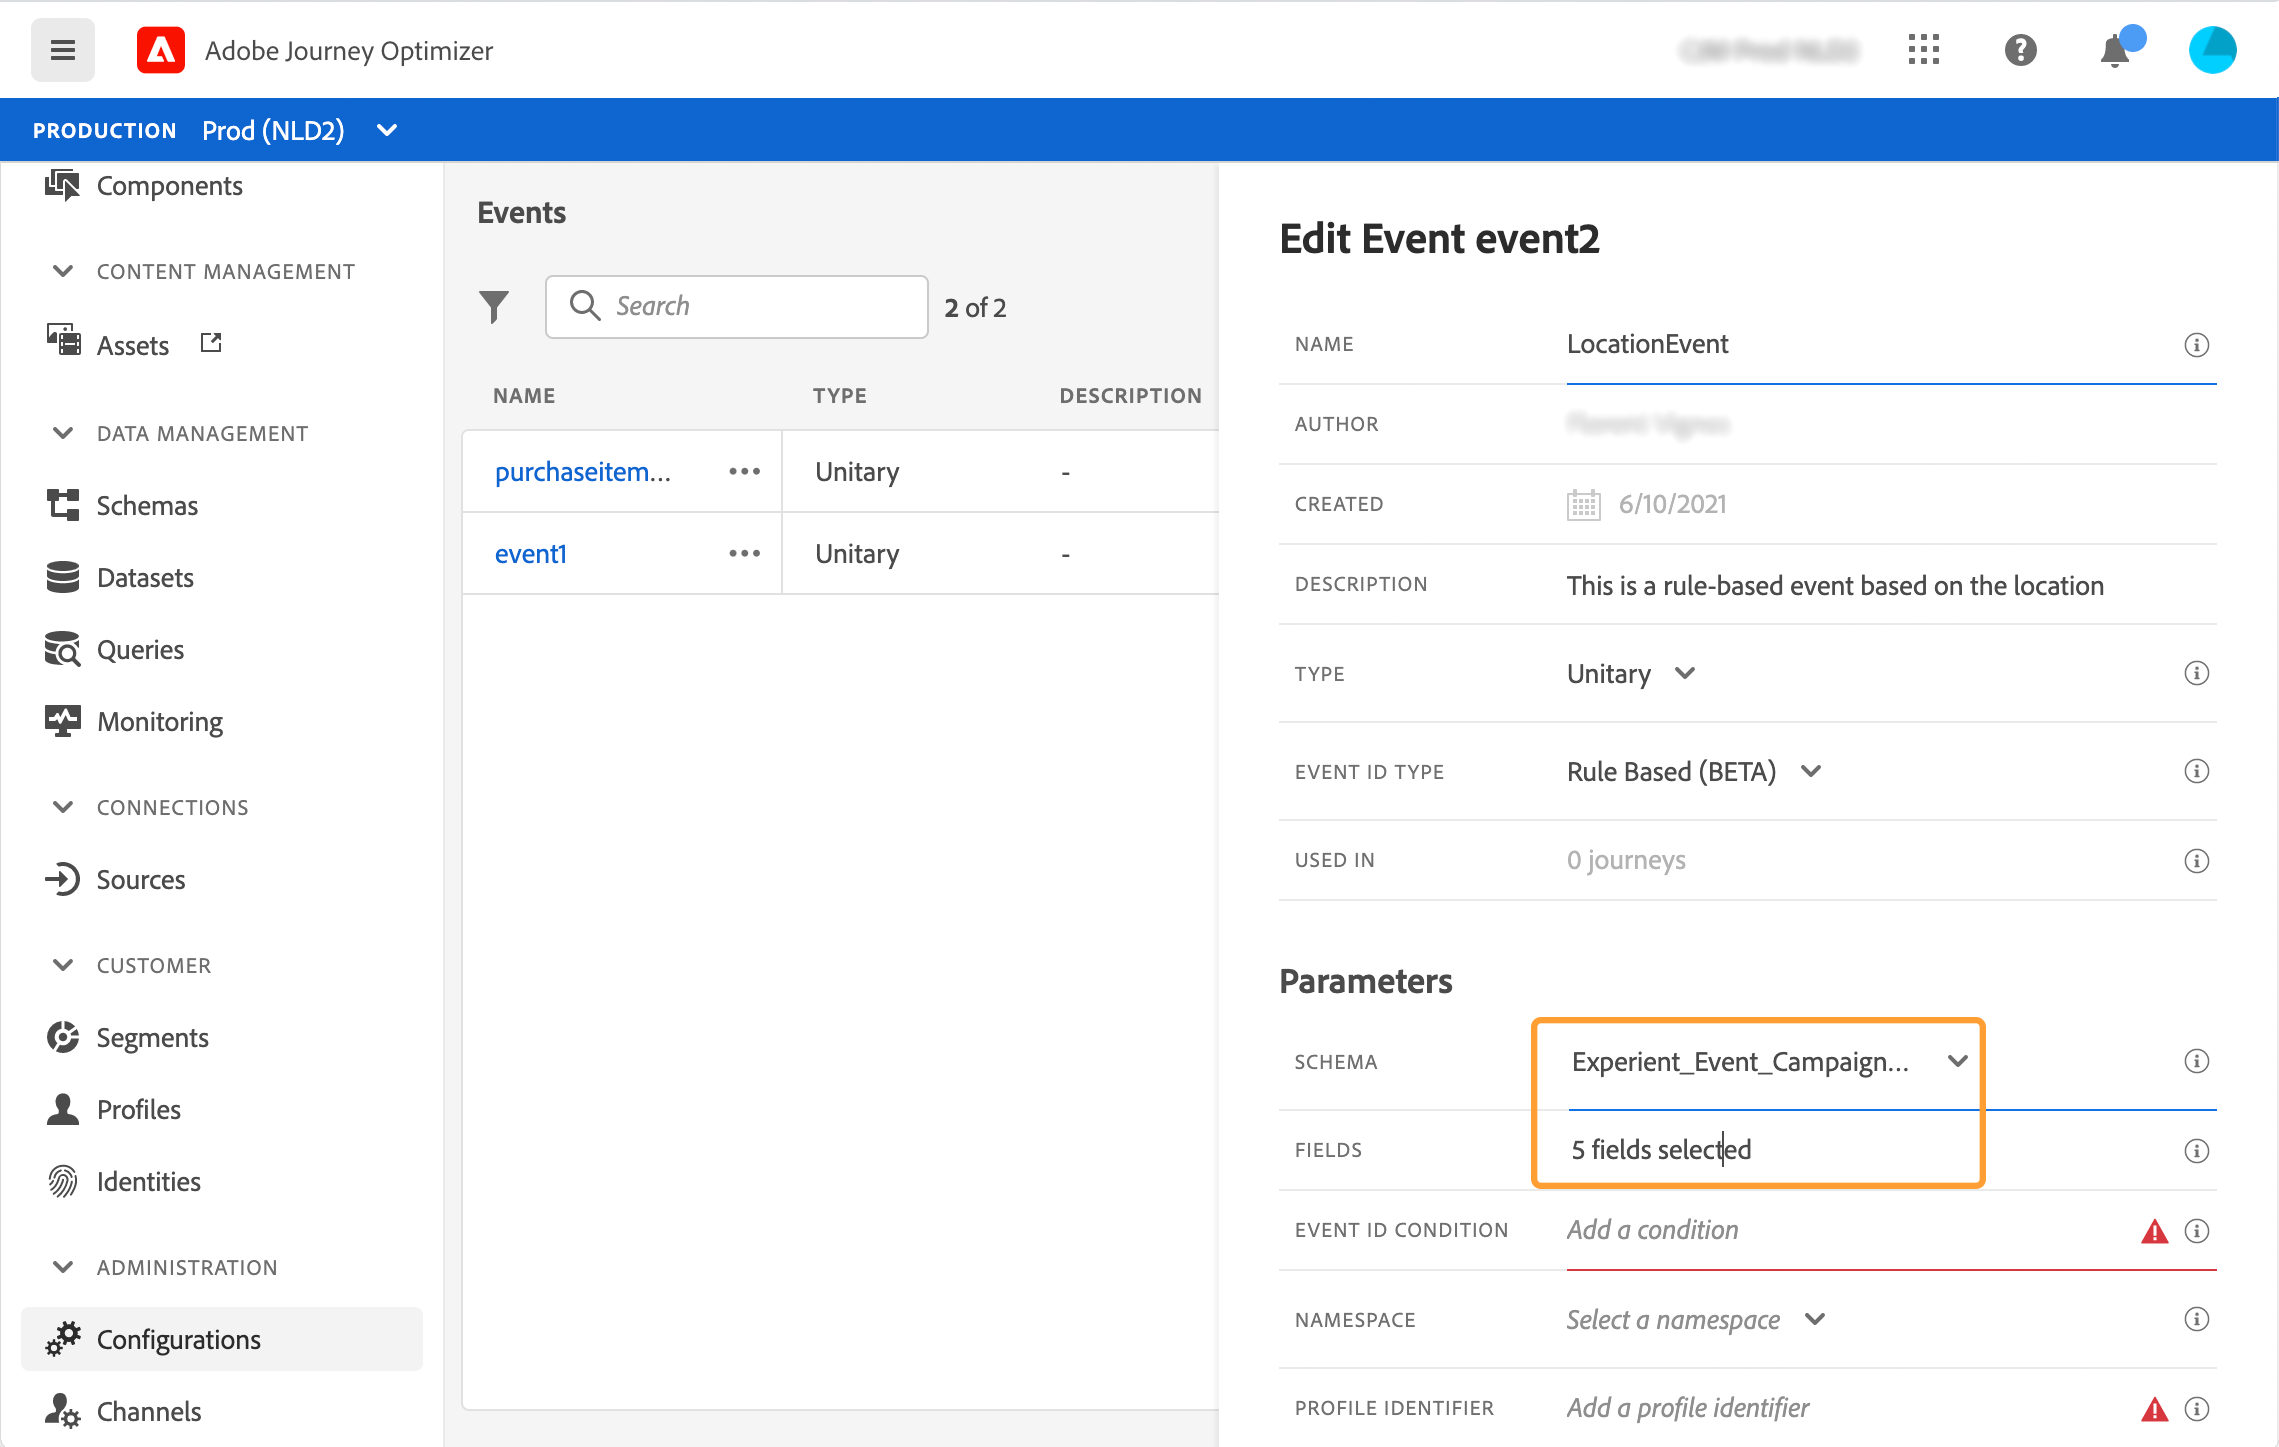 Adobe Journey Optimizer
PRODUCTION Prod (NLD2)
Components
CONTENT MANAGEMENT
Assets
DATA MANAGEMENT
Schemas
Datasets
Queries
Monitoring
CONNECTIONS
Sources
CUSTOMER
Segments
Profiles
Identities
ADMINISTRATION
Configurations
Channels
Events
Search
2 of 2
NAME TYPE DESCRIPTION
purchaseitem... Unitary -
event1 Unitary -
Edit Event event2
NAME LocationEvent
AUTHOR
CREATED 6/10/2021
DESCRIPTION This is a rule-based event based on the location
TYPE Unitary
EVENT ID TYPE Rule Based (BETA)
USED IN 0 journeys
Parameters
SCHEMA Experient_Event_Campaign...
FIELDS 5 fields selected
EVENT ID CONDITION Add a condition
NAMESPACE Select a namespace
PROFILE IDENTIFIER Add a profile identifier